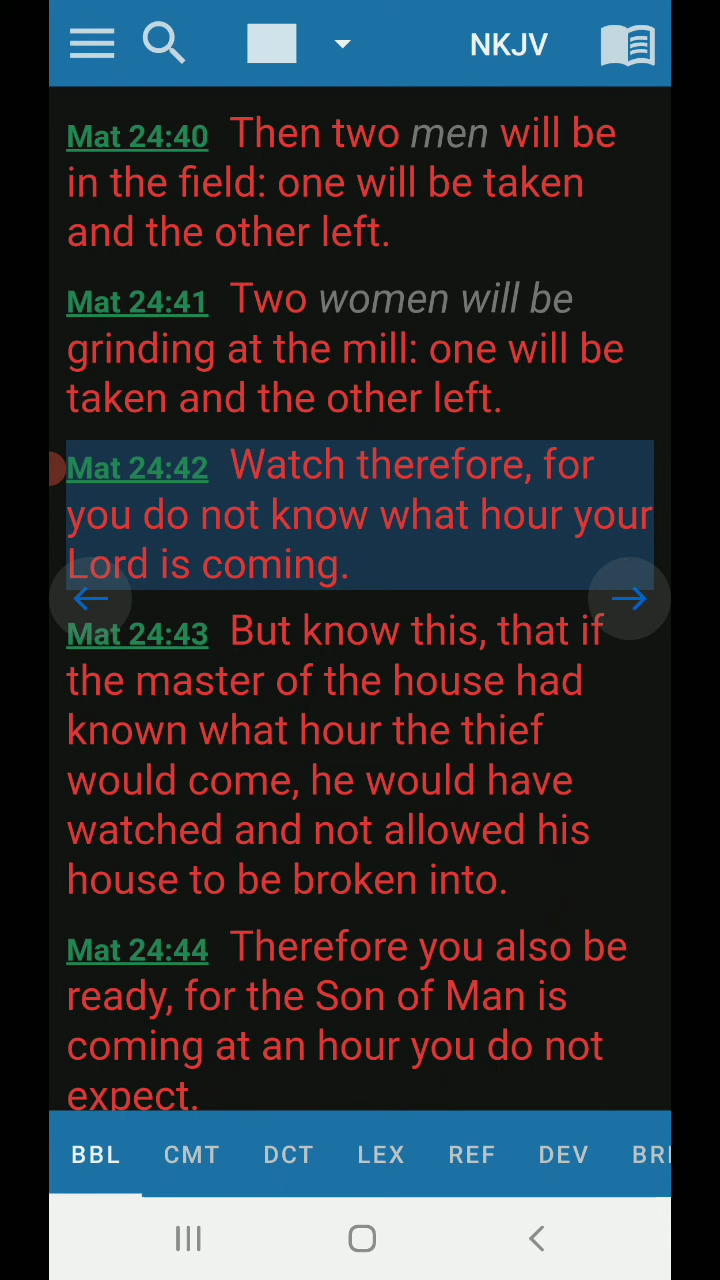 NKJV
Mat 24:40 Then two men will be
in the field: one will be taken
and the other left.
Mat 24:41 Two women will be
grinding at the mill: one will be
taken and the other left.
Mat 24:42 Watch therefore, for
you do not know what hour your
Lord is coming.
Mat 24:43 But know this, that if
the master of the house had
known what hour the thief
would come, he would have
watched and not allowed his
house to be broken into.
Mat 24:44 Therefore you also be
ready, for the Son of Man is
coming at an hour you do not
expect.
BBL CMT DCT LEX REF DEV